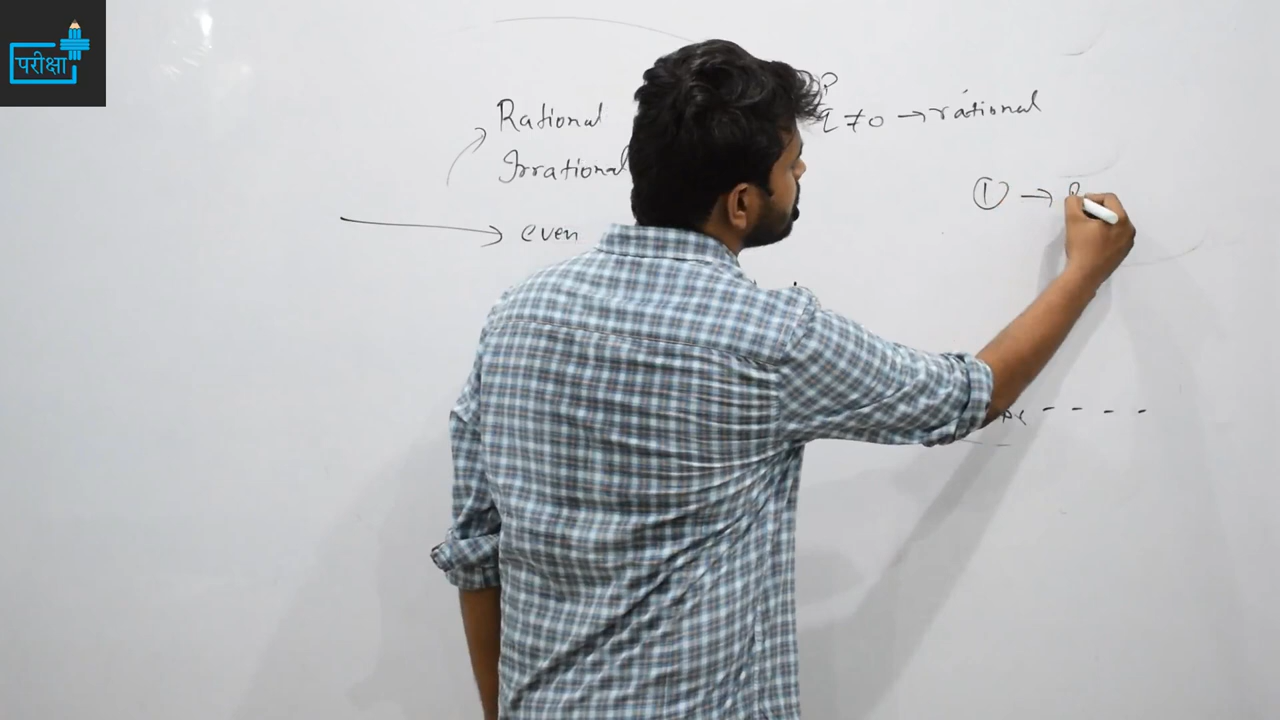 परीक्षा
Rational
P
q ≠ 0 → rational
Irrational
① →
even